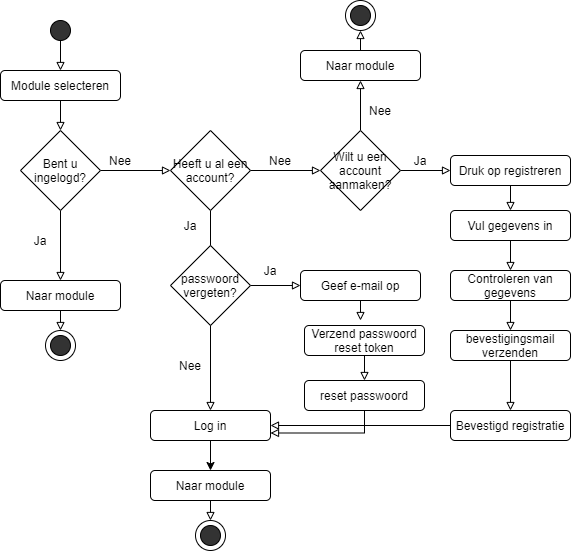 Naar module
Module selecteren
Nee
Bent u
ingelogd?
Nee
Heeft u al een
account?
Nee
Wilt u een
account
aanmaken?
Ja
Druk op registreren
Vul gegevens in
Ja
Ja
passwoord
vergeten?
Ja
Geef e-mail op
Controleren van
gegevens
Naar module
Verzend passwoord
reset token
bevestigingsmail
verzenden
Nee
reset passwoord
Log in
Bevestigd registratie
Naar module